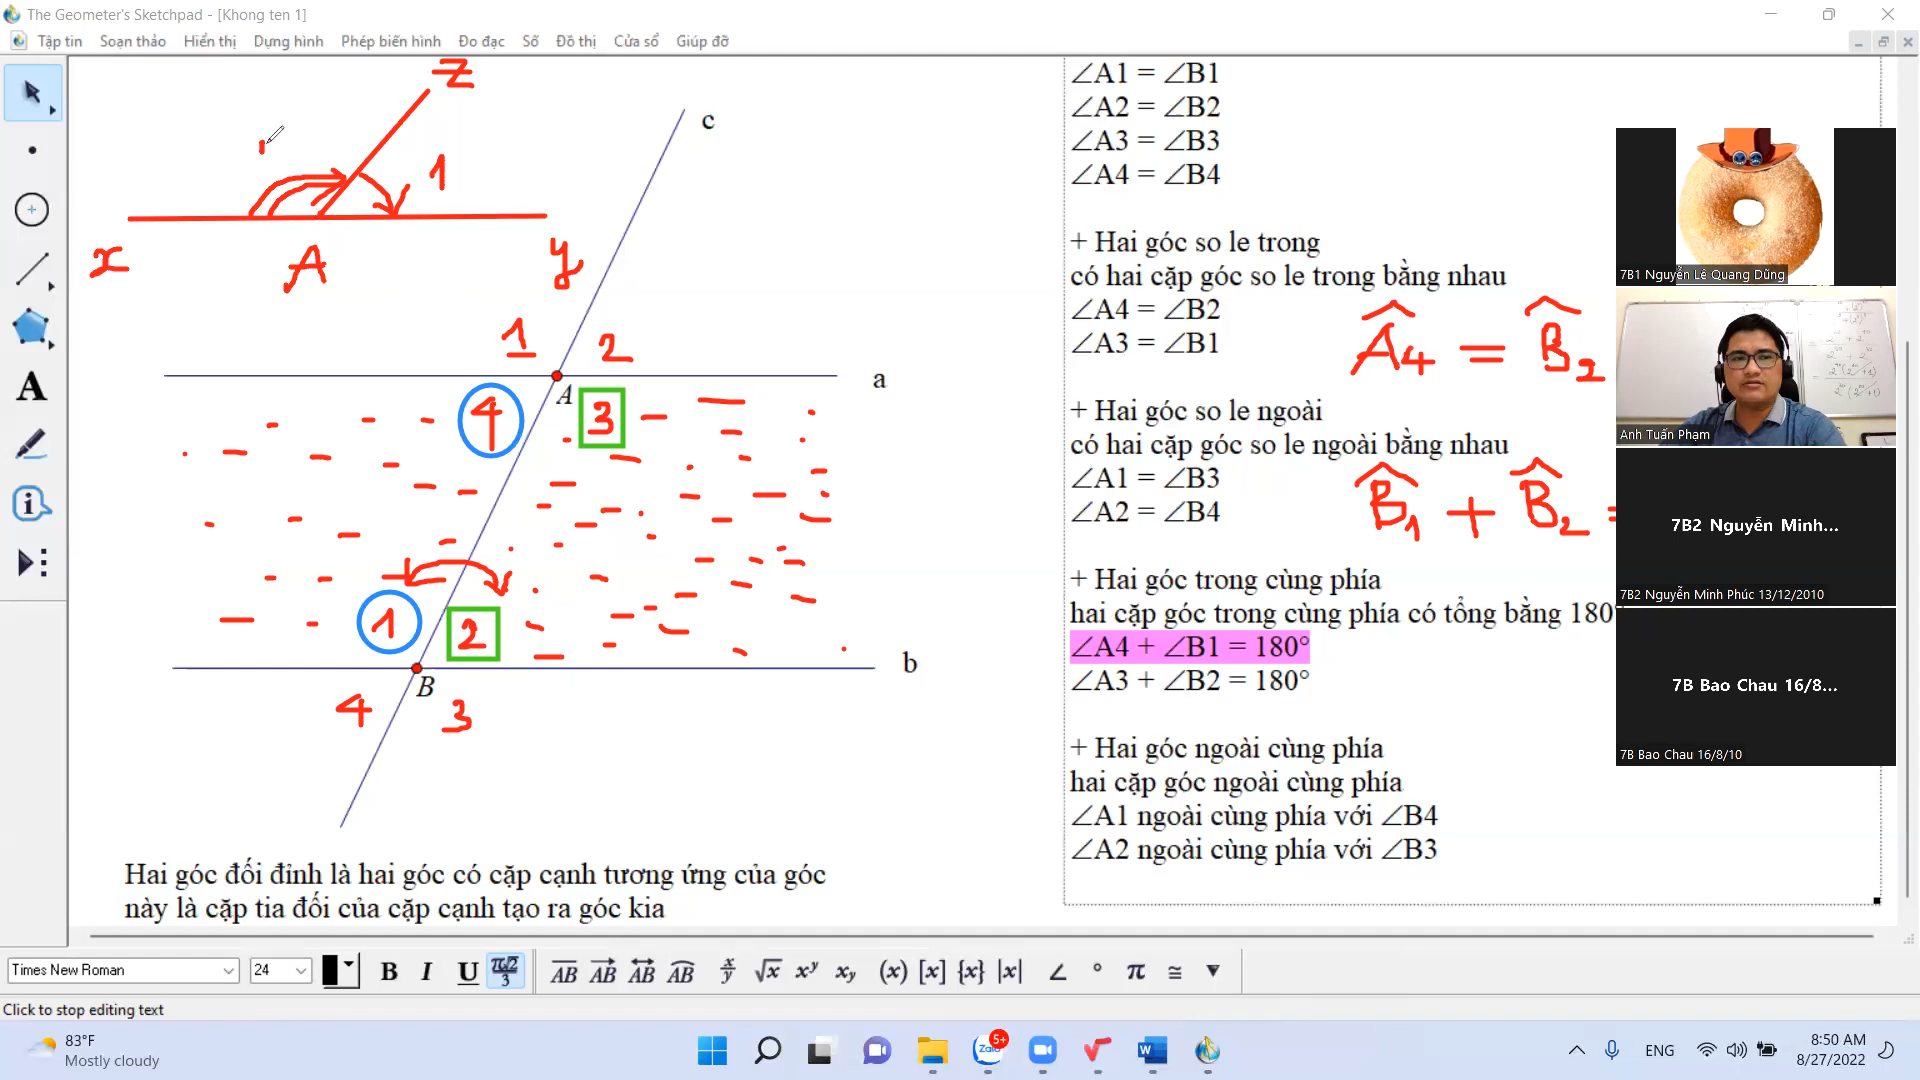 The Geometer's Sketchpad - [Khong ten 1]
Tập tin Soạn thảo Hiển thị Dựng hình Phép biến hình Đo đạc Số Đồ thị Cửa sổ Giúp đỡ
z
1
x A y
c
1 2
a
A
4 3
1 2
b
B
4 3
Hai góc đối đỉnh là hai góc có cặp cạnh tương ứng của góc
này là cặp tia đối của cặp cạnh tạo ra góc kia
∠A1 = ∠B1
∠A2 = ∠B2
∠A3 = ∠B3
∠A4 = ∠B4
+ Hai góc so le trong
có hai cặp góc so le trong bằng nhau
∠A4 = ∠B2
∠A3 = ∠B1
A4 = B2
+ Hai góc so le ngoài
có hai cặp góc so le ngoài bằng nhau
∠A1 = ∠B3
∠A2 = ∠B4
B1 + B2 =
+ Hai góc trong cùng phía
hai cặp góc trong cùng phía có tổng bằng 180
∠A4 + ∠B1 = 180°
∠A3 + ∠B2 = 180°
+ Hai góc ngoài cùng phía
hai cặp góc ngoài cùng phía
∠A1 ngoài cùng phía với ∠B4
∠A2 ngoài cùng phía với ∠B3
7B1 Nguyễn Lê Quang Dũng
Anh Tuấn Phạm
7B2 Nguyễn Minh...
7B2 Nguyễn Minh Phúc 13/12/2010
7B Bao Chau 16/8...
7B Bao Chau 16/8/10
Times New Roman 24 B I U
Click to stop editing text
83°F
Mostly cloudy
Zalo 5+
ENG
8:50 AM
8/27/2022